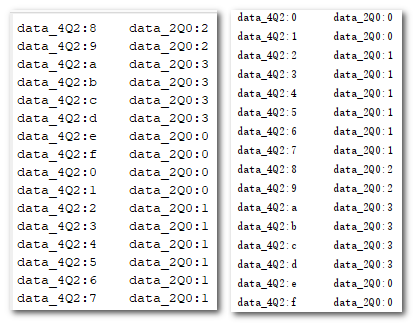 data_4Q2:8 data_2Q0:2
data_4Q2:9 data_2Q0:2
data_4Q2:a data_2Q0:3
data_4Q2:b data_2Q0:3
data_4Q2:c data_2Q0:3
data_4Q2:d data_2Q0:3
data_4Q2:e data_2Q0:0
data_4Q2:f data_2Q0:0
data_4Q2:0 data_2Q0:0
data_4Q2:1 data_2Q0:0
data_4Q2:2 data_2Q0:1
data_4Q2:3 data_2Q0:1
data_4Q2:4 data_2Q0:1
data_4Q2:5 data_2Q0:1
data_4Q2:6 data_2Q0:1
data_4Q2:7 data_2Q0:1
data_4Q2:0 data_2Q0:0
data_4Q2:1 data_2Q0:0
data_4Q2:2 data_2Q0:1
data_4Q2:3 data_2Q0:1
data_4Q2:4 data_2Q0:1
data_4Q2:5 data_2Q0:1
data_4Q2:6 data_2Q0:1
data_4Q2:7 data_2Q0:1
data_4Q2:8 data_2Q0:2
data_4Q2:9 data_2Q0:2
data_4Q2:a data_2Q0:3
data_4Q2:b data_2Q0:3
data_4Q2:c data_2Q0:3
data_4Q2:d data_2Q0:3
data_4Q2:e data_2Q0:0
data_4Q2:f data_2Q0:0